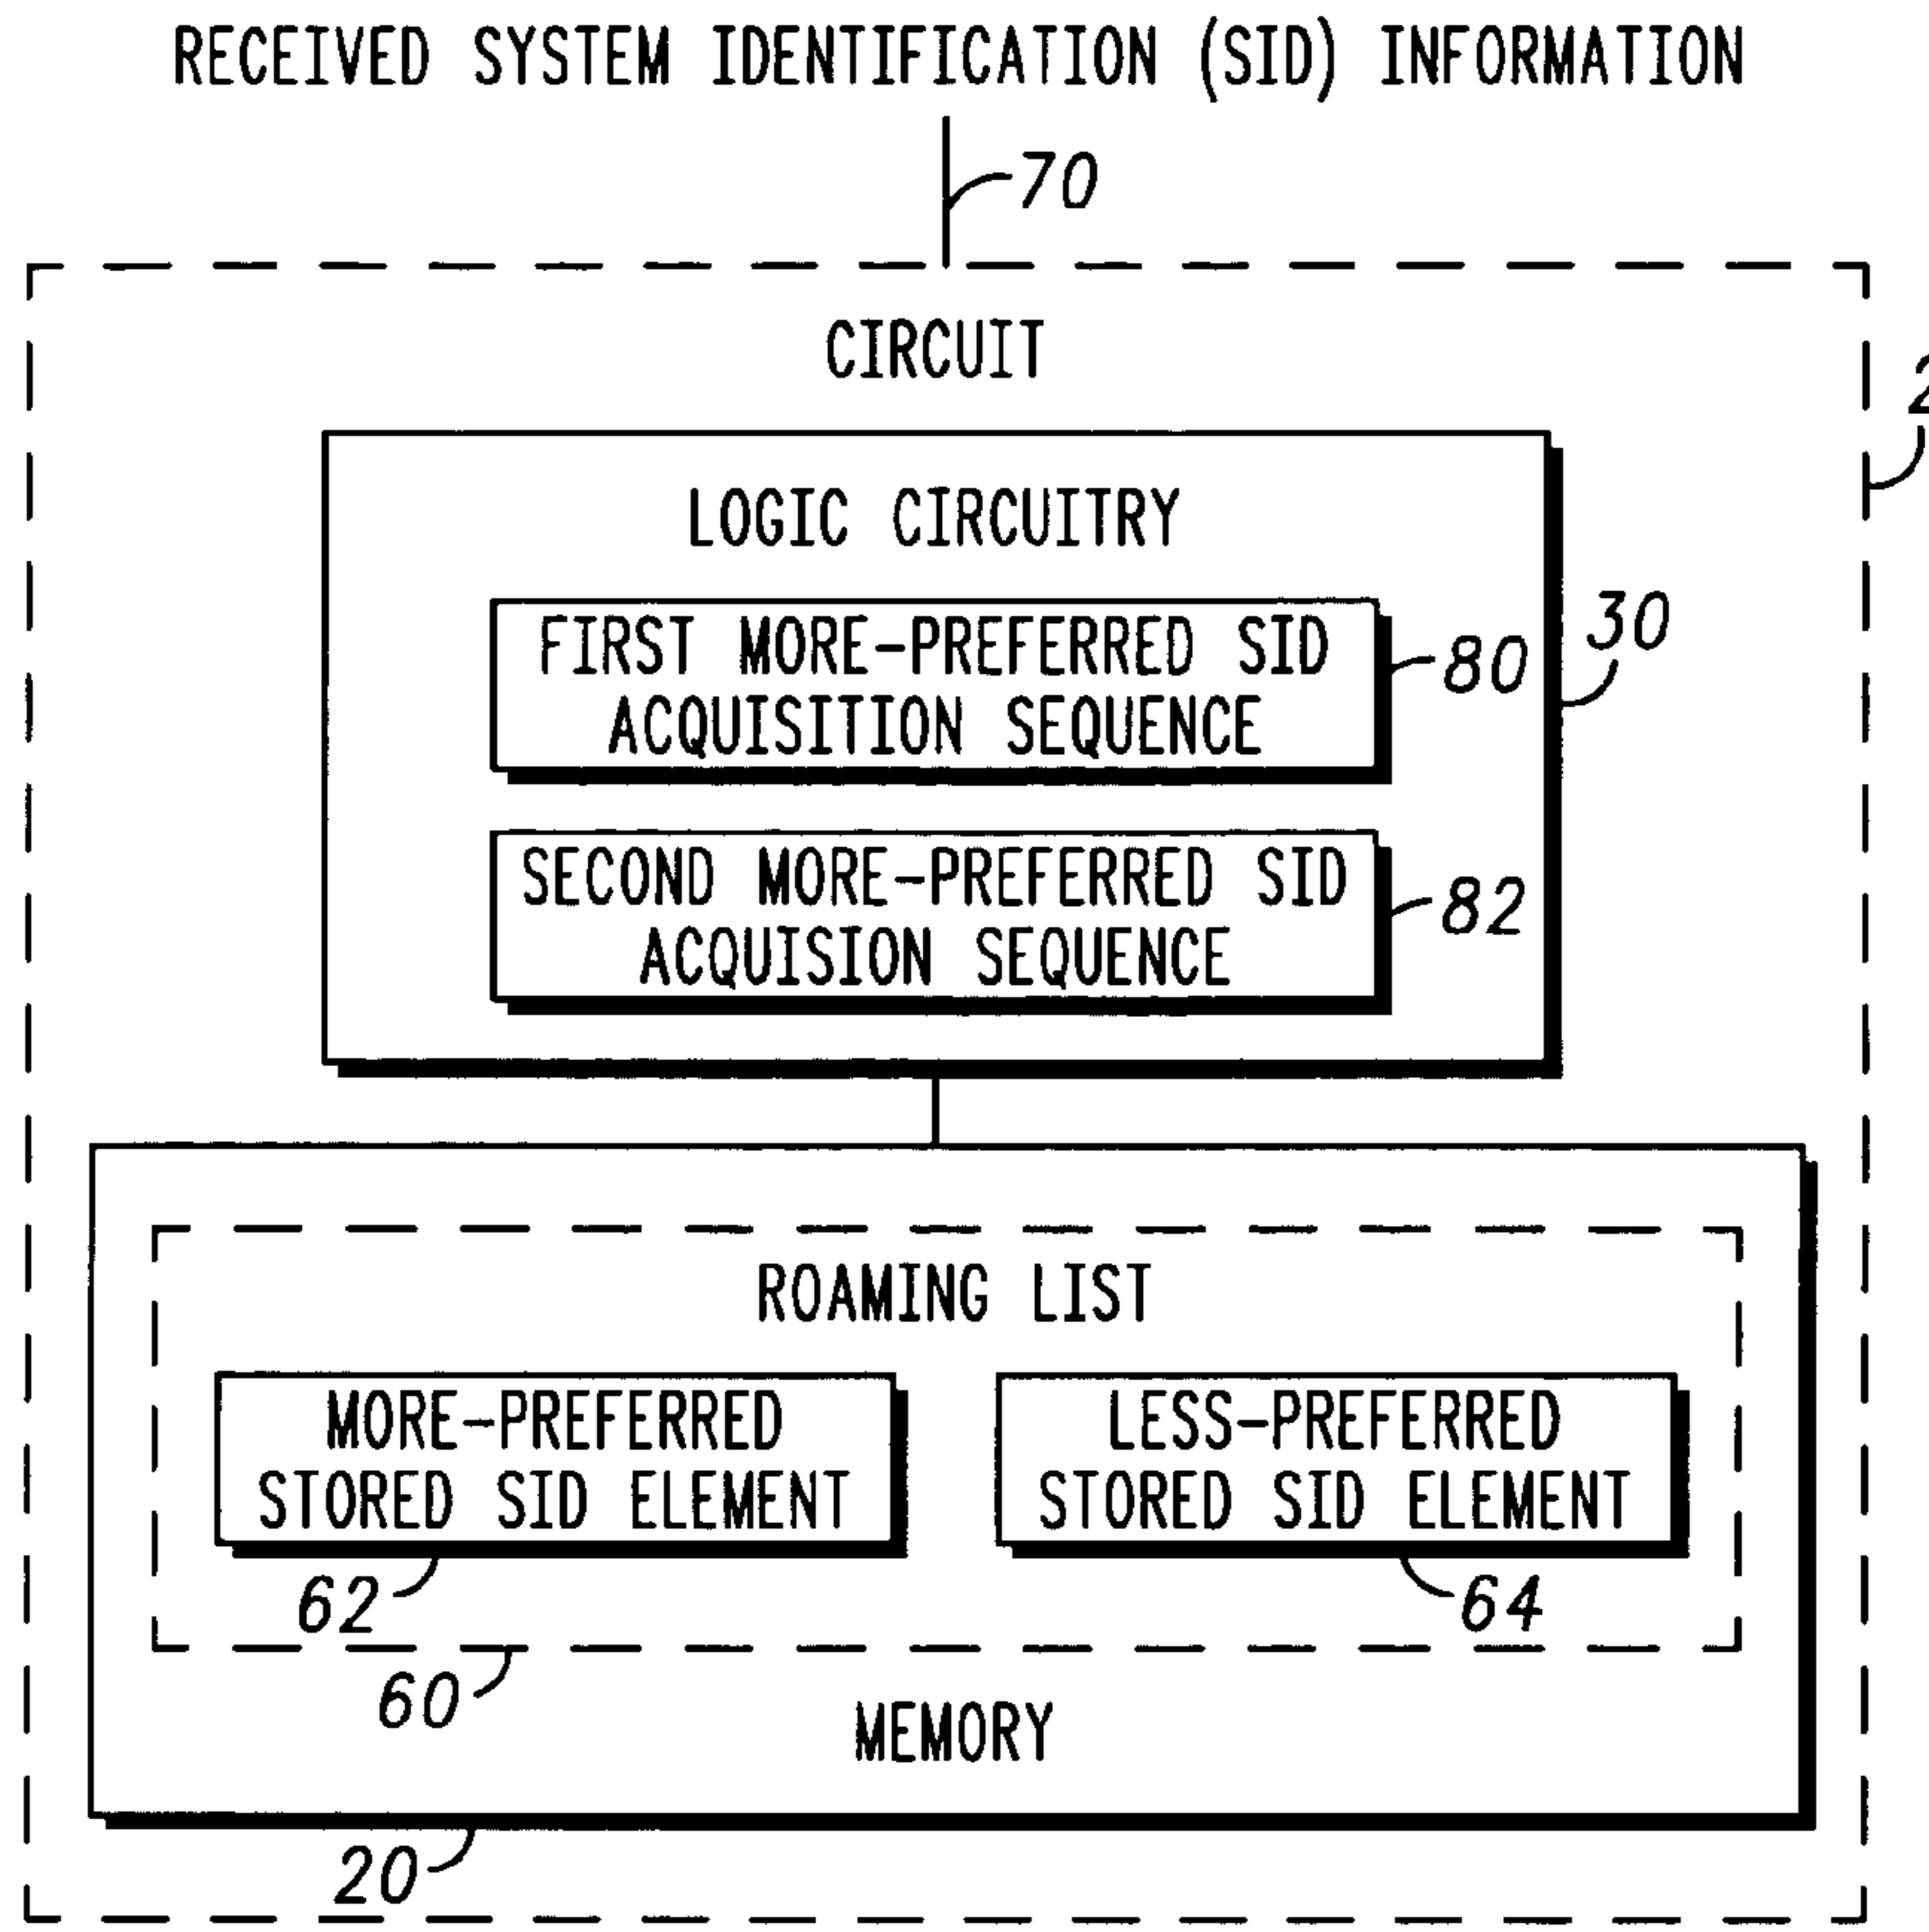 RECEIVED SYSTEM IDENTIFICATION (SID) INFORMATION
70
CIRCUIT
LOGIC CIRCUITRY
30
FIRST MORE-PREFERRED SID
ACQUISITION SEQUENCE
80
SECOND MORE-PREFERRED SID
ACQUISION SEQUENCE
82
ROAMING LIST
MORE-PREFERRED
STORED SID ELEMENT
LESS-PREFERRED
STORED SID ELEMENT
62
64
60
MEMORY
20